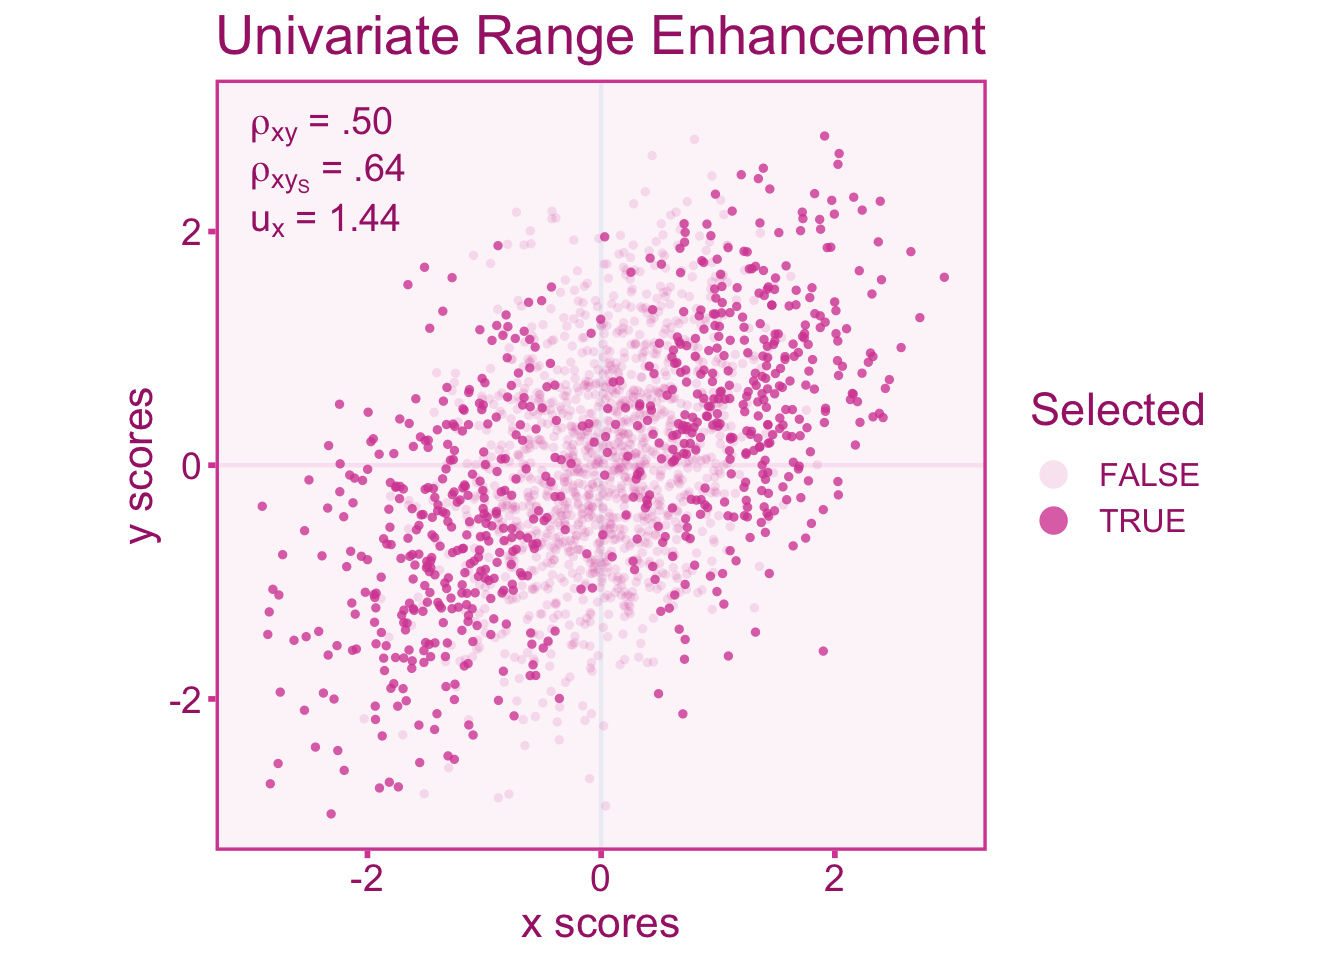 Univariate Range Enhancement
ρxy = .50
ρxyS = .64
ux = 1.44
2
0
-2
y scores
-2
0
2
x scores
Selected
FALSE
TRUE